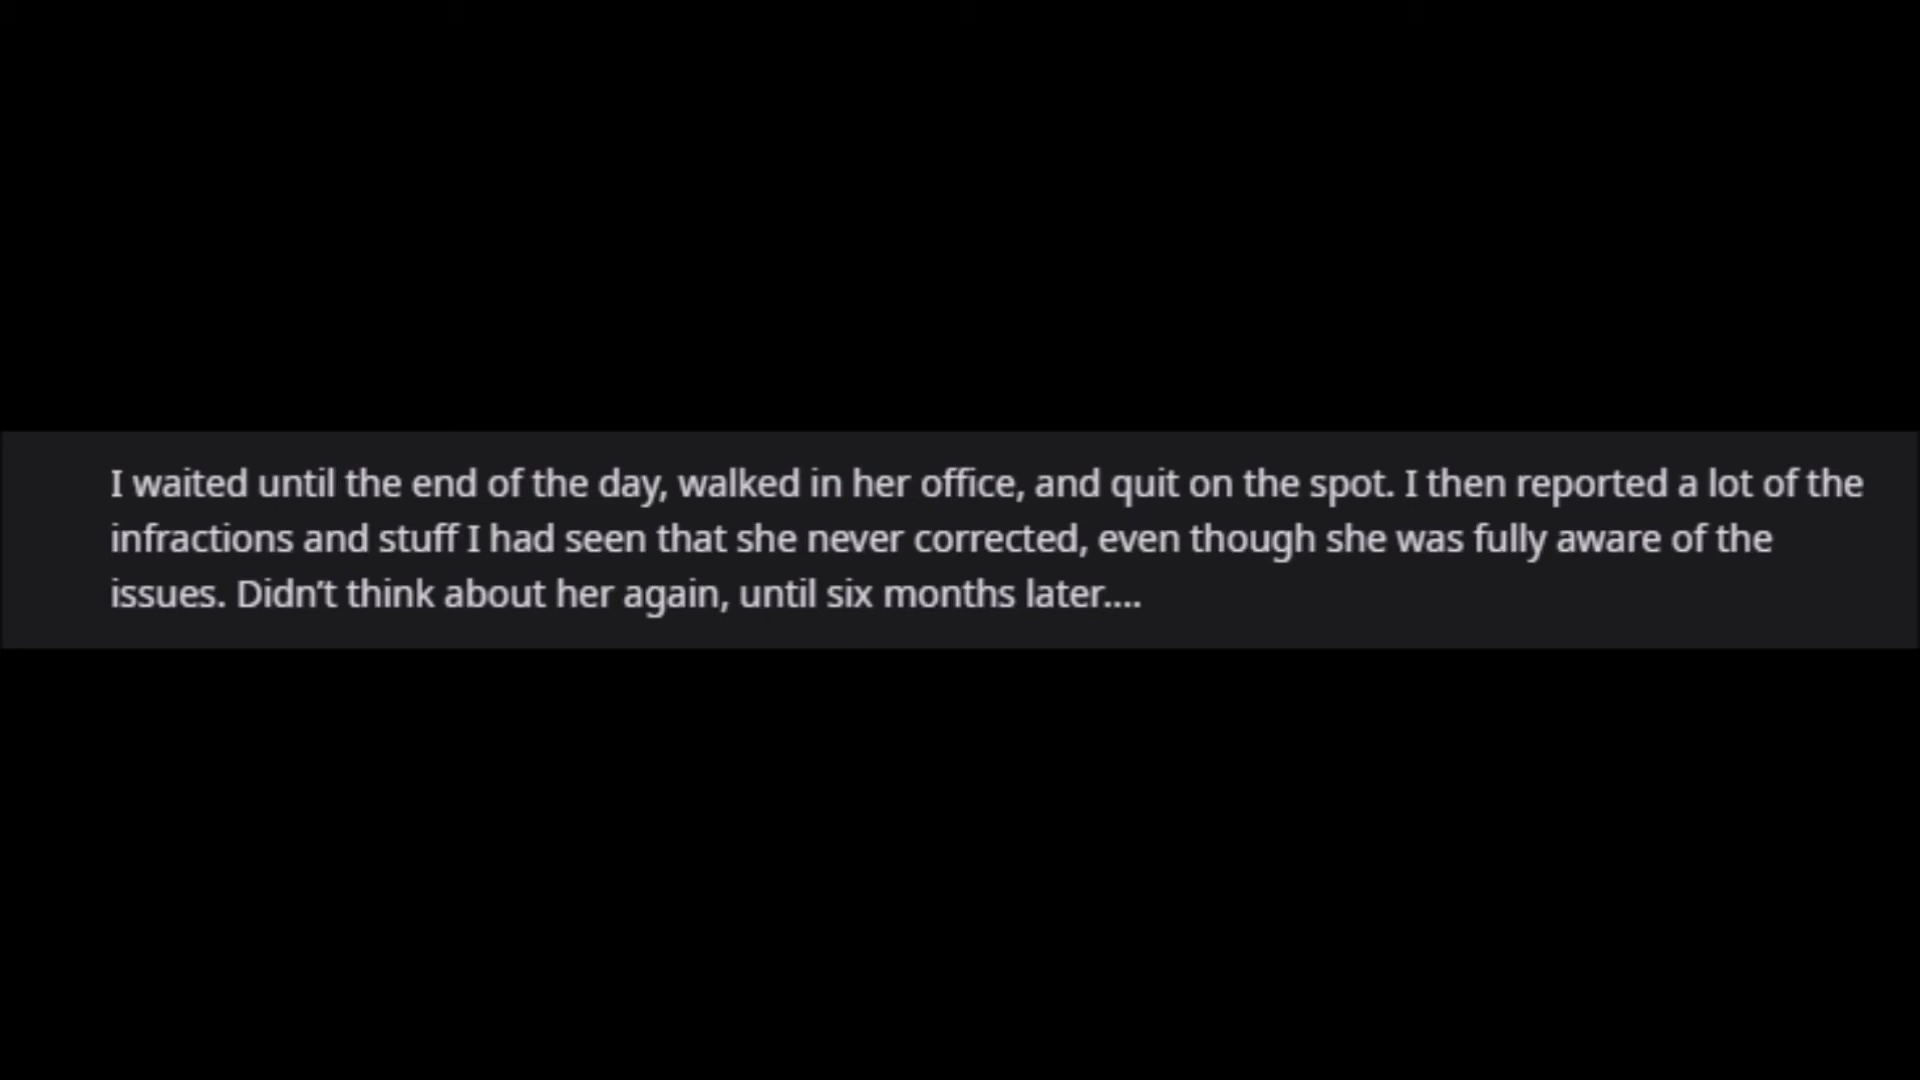 I waited until the end of the day, walked in her office, and quit on the spot. I then reported a lot of the
infractions and stuff I had seen that she never corrected, even though she was fully aware of the
issues. Didn’t think about her again, until six months later....